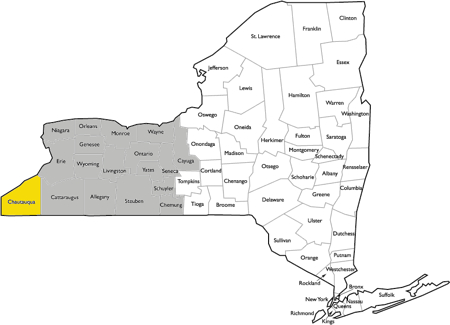 Clinton
Franklin
St. Lawrence
Essex
Jefferson
Lewis
Hamilton
Warren
Washington
Oswego
Oneida
Herkimer
Fulton
Saratoga
Niagara
Orleans
Monroe
Wayne
Genesee
Onondaga
Madison
Montgomery
Schenectady
Erie
Wyoming
Ontario
Cayuga
Livingston
Yates
Seneca
Cortland
Otsego
Schoharie
Albany
Rensselaer
Tompkins
Chenango
Schuyler
Chautauqua
Cattaraugus
Allegany
Steuben
Chemung
Tioga
Broome
Delaware
Greene
Columbia
Ulster
Sullivan
Dutchess
Orange
Putnam
Westchester
Rockland
Bronx
New York
Nassau
Suffolk
Queens
Richmond
Kings